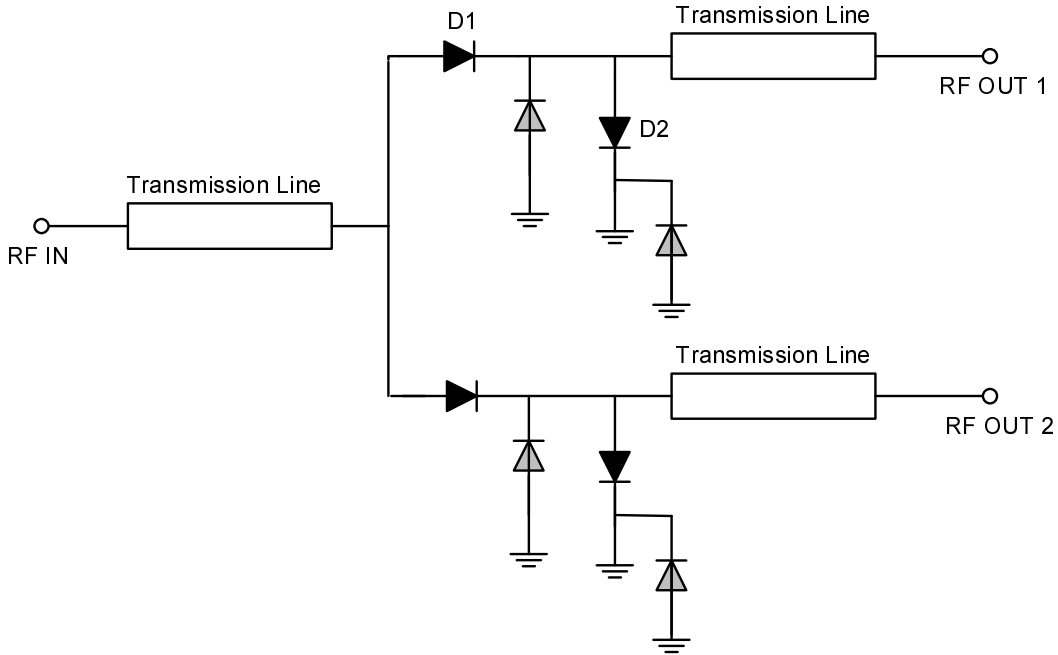 D1
Transmission Line
RF OUT 1
D2
Transmission Line
RF IN
Transmission Line
RF OUT 2